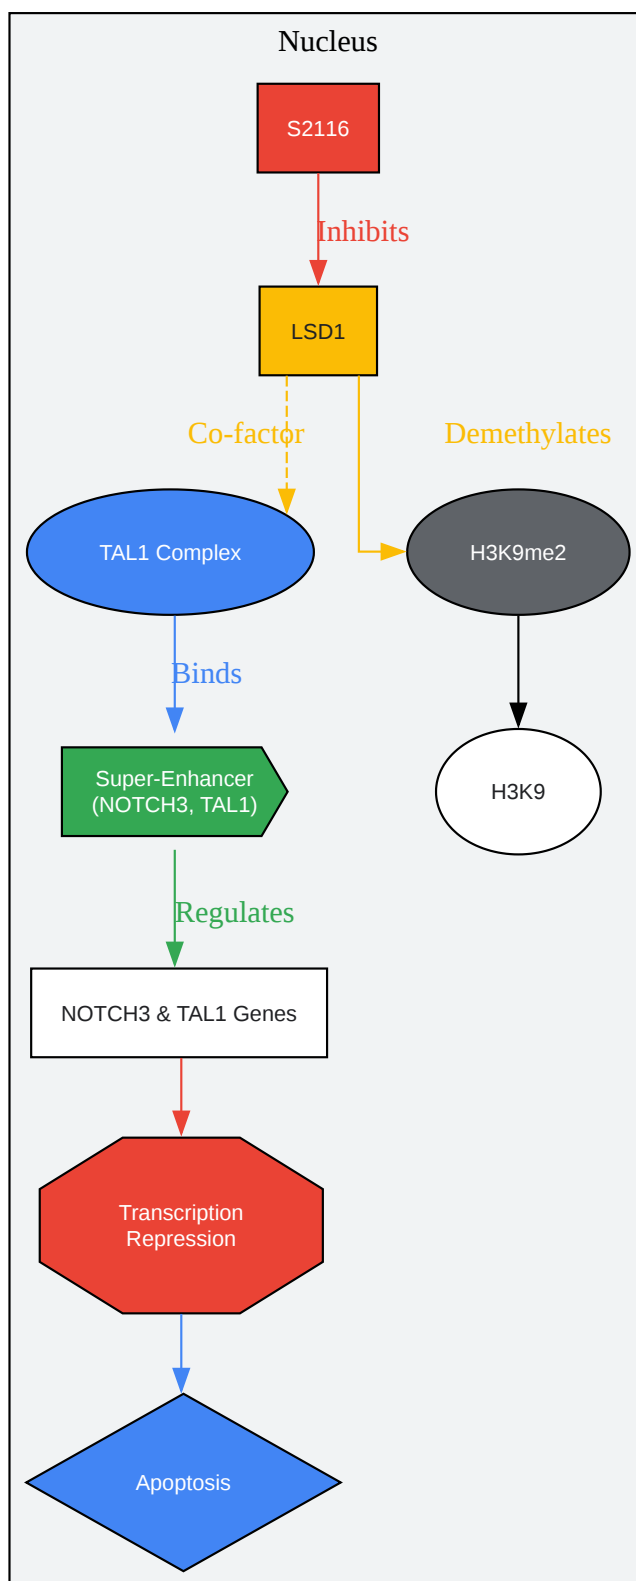 Nucleus
S2116
Inhibits
LSD1
Co-factor
Demethylates
TAL1 Complex
H3K9me2
Binds
Super-Enhancer
(NOTCH3, TAL1)
H3K9
Regulates
NOTCH3 & TAL1 Genes
Transcription
Repression
Apoptosis